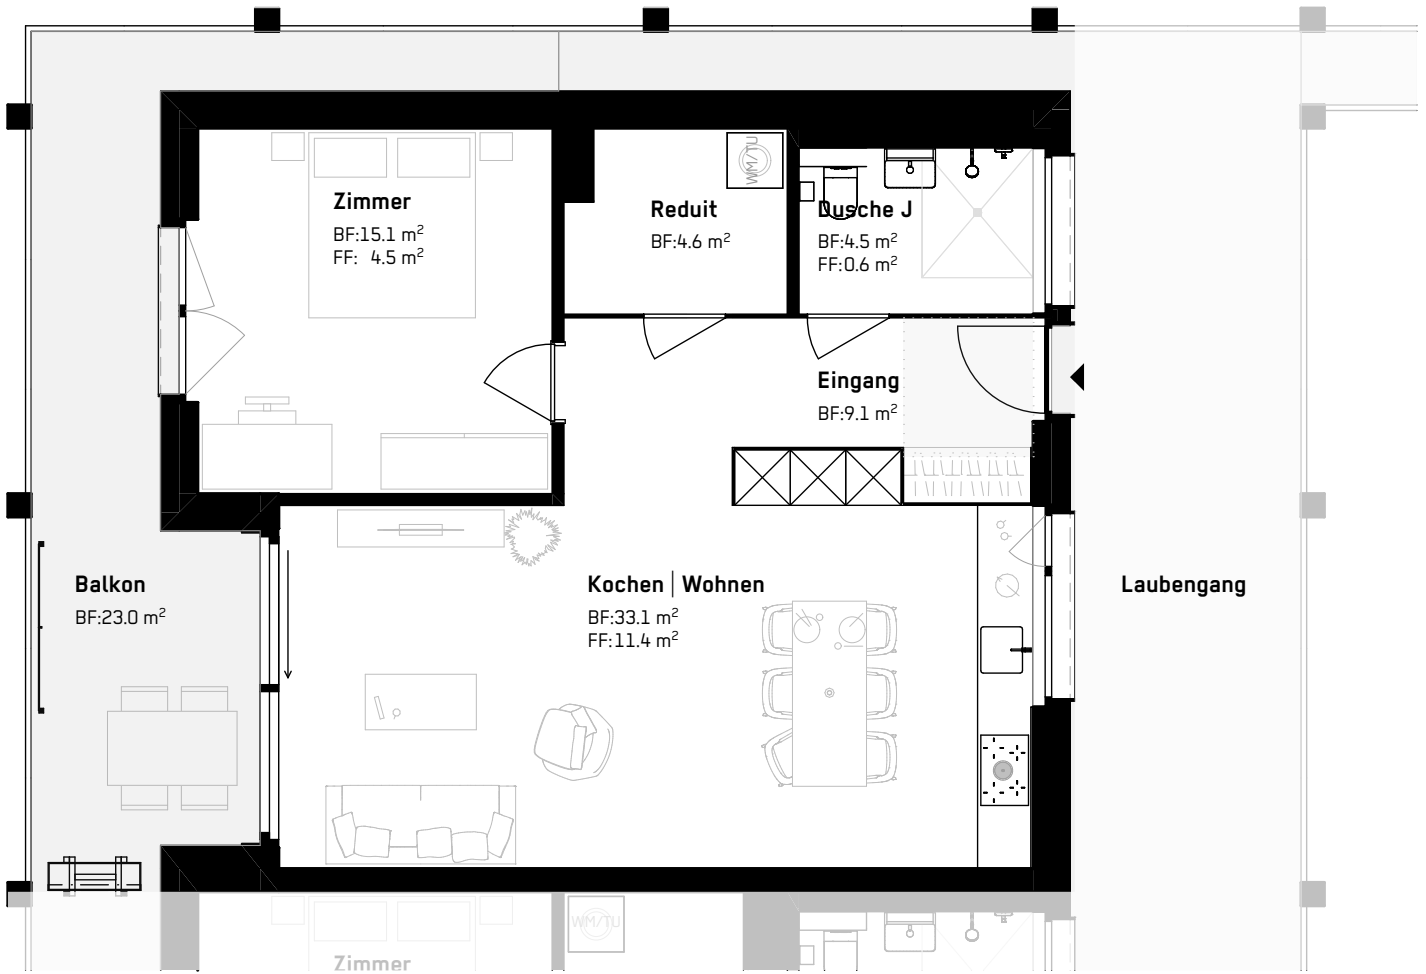 WM/TU
Zimmer
BF:15.1 m²
FF: 4.5 m²
Reduit
BF:4.6 m²
Dusche J
BF:4.5 m²
FF:0.6 m²
Eingang
BF:9.1 m²
Balkon
BF:23.0 m²
Kochen | Wohnen
BF:33.1 m²
FF:11.4 m²
Laubengang
WM/TU
Zimmer